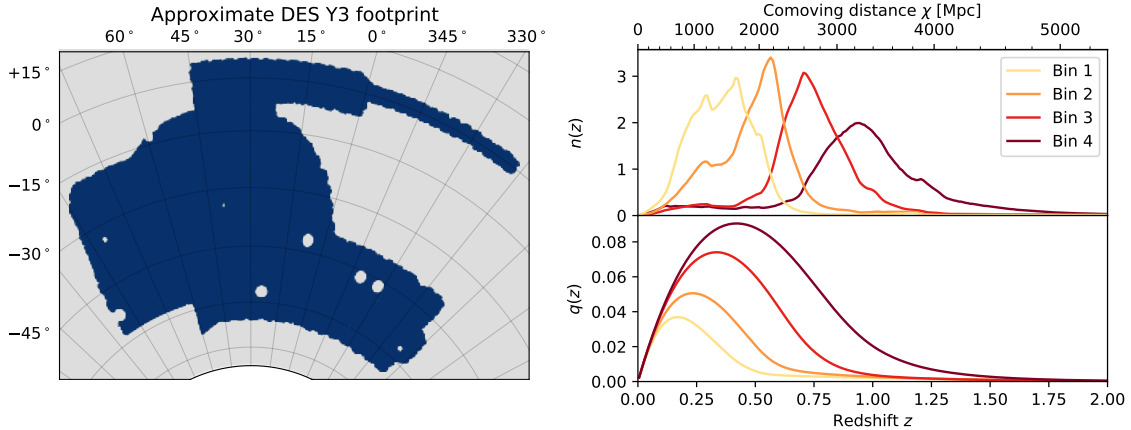 Approximate DES Y3 footprint
60° 45° 30° 15° 0° 345° 330°
+15°
0°
−15°
−30°
−45°
Comoving distance χ [Mpc]
0 1000 2000 3000 4000 5000
n(z)
3
2
1
0
Bin 1
Bin 2
Bin 3
Bin 4
q(z)
0.08
0.06
0.04
0.02
0.00
0.00 0.25 0.50 0.75 1.00 1.25 1.50 1.75 2.00
Redshift z